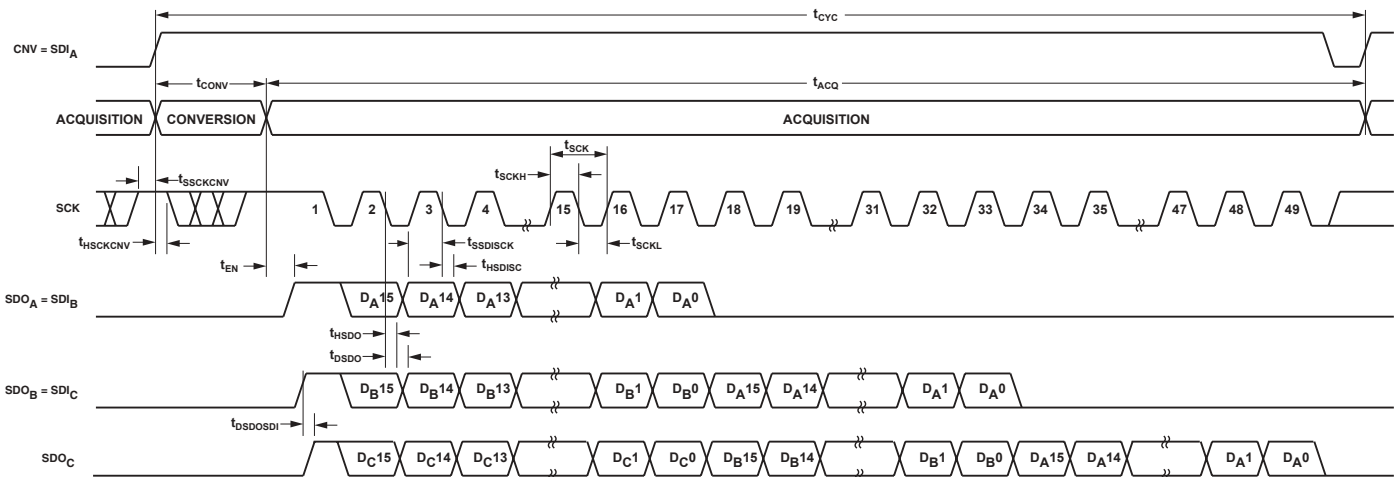 tCYC
CNV = SDIA
tCONV
tACQ
ACQUISITION
CONVERSION
ACQUISITION
tSCK
tSCKH
tSSCKCNV
SCK
1 2 3 4 15 16 17 18 19 31 32 33 34 35 47 48 49
tHSCKCNV
tSSDISCK
tSCKL
tEN
tHSDISC
SDOA = SDIB
DA15 DA14 DA13 DA1 DA0
tHSDO
tDSDO
SDOB = SDIC
DB15 DB14 DB13 DB1 DB0 DA15 DA14 DA1 DA0
tDSDOSDI
SDOC
DC15 DC14 DC13 DC1 DC0 DB15 DB14 DB1 DB0 DA15 DA14 DA1 DA0